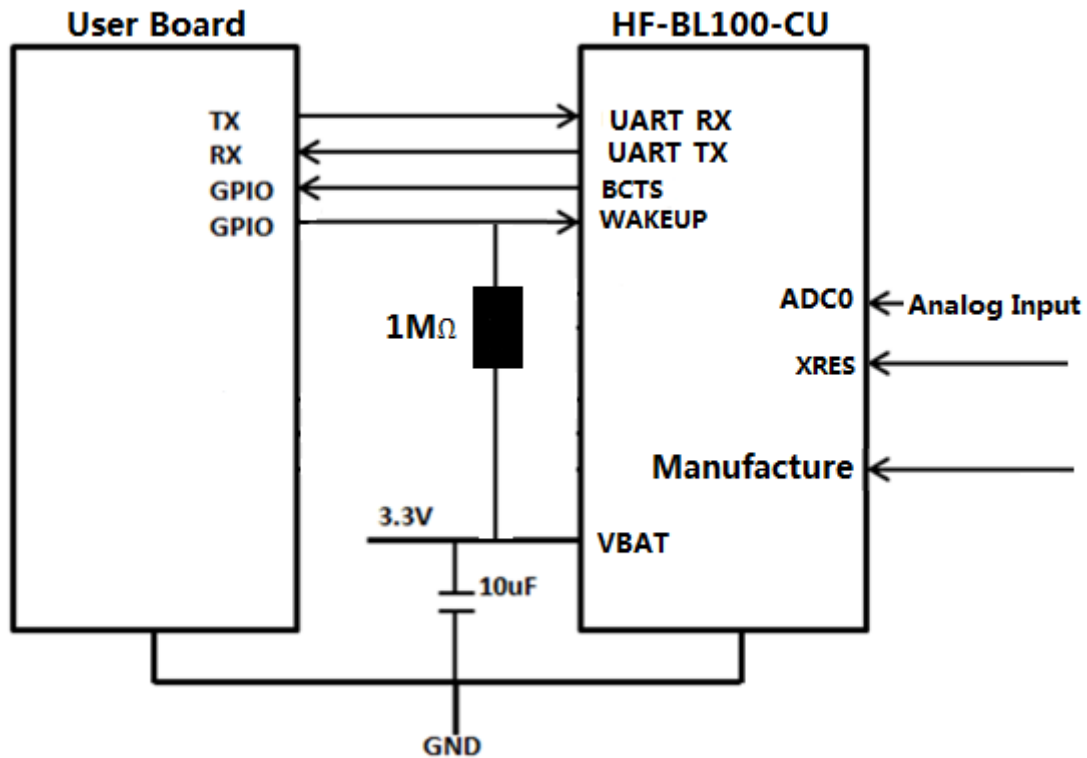 User Board
HF-BL100-CU
TX
UART RX
RX
UART TX
GPIO
BCTS
GPIO
WAKEUP
ADC0
Analog Input
1MΩ
XRES
Manufacture
3.3V
VBAT
10uF
GND